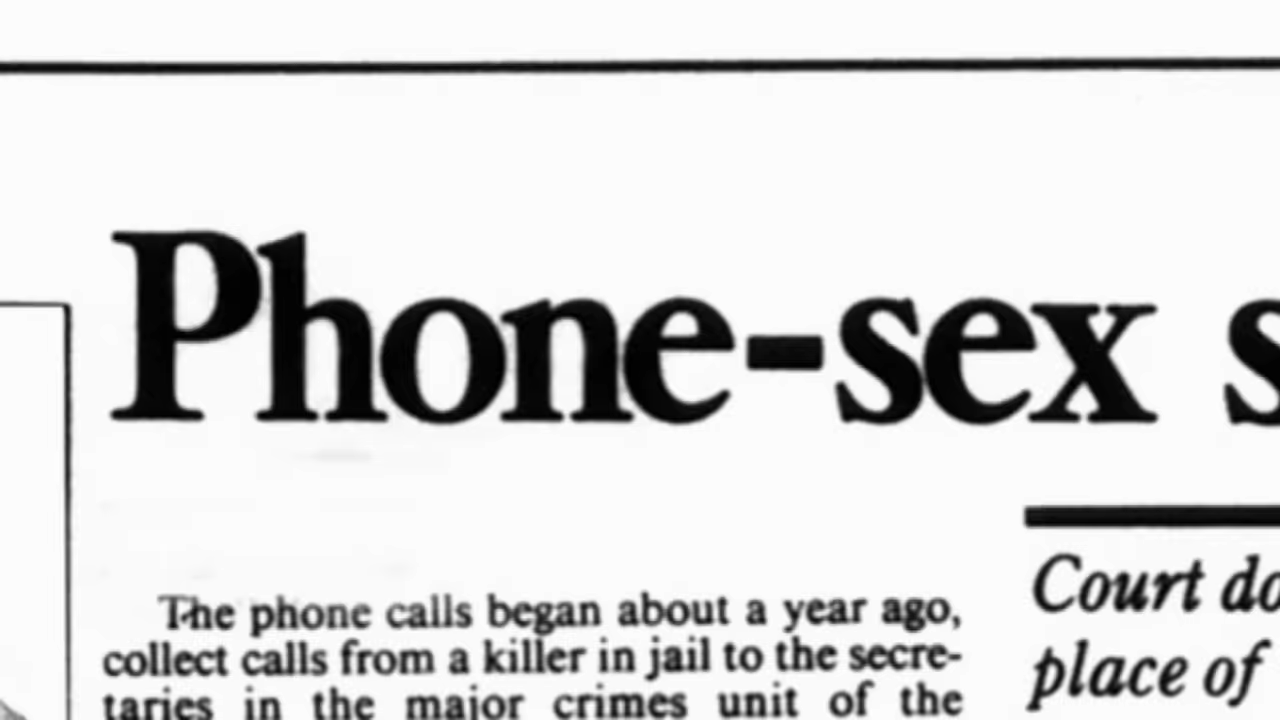 Phone-sex
The phone calls began about a year ago,
collect calls from a killer in jail to the secre-
taries in the major crimes unit of the
Court
place of